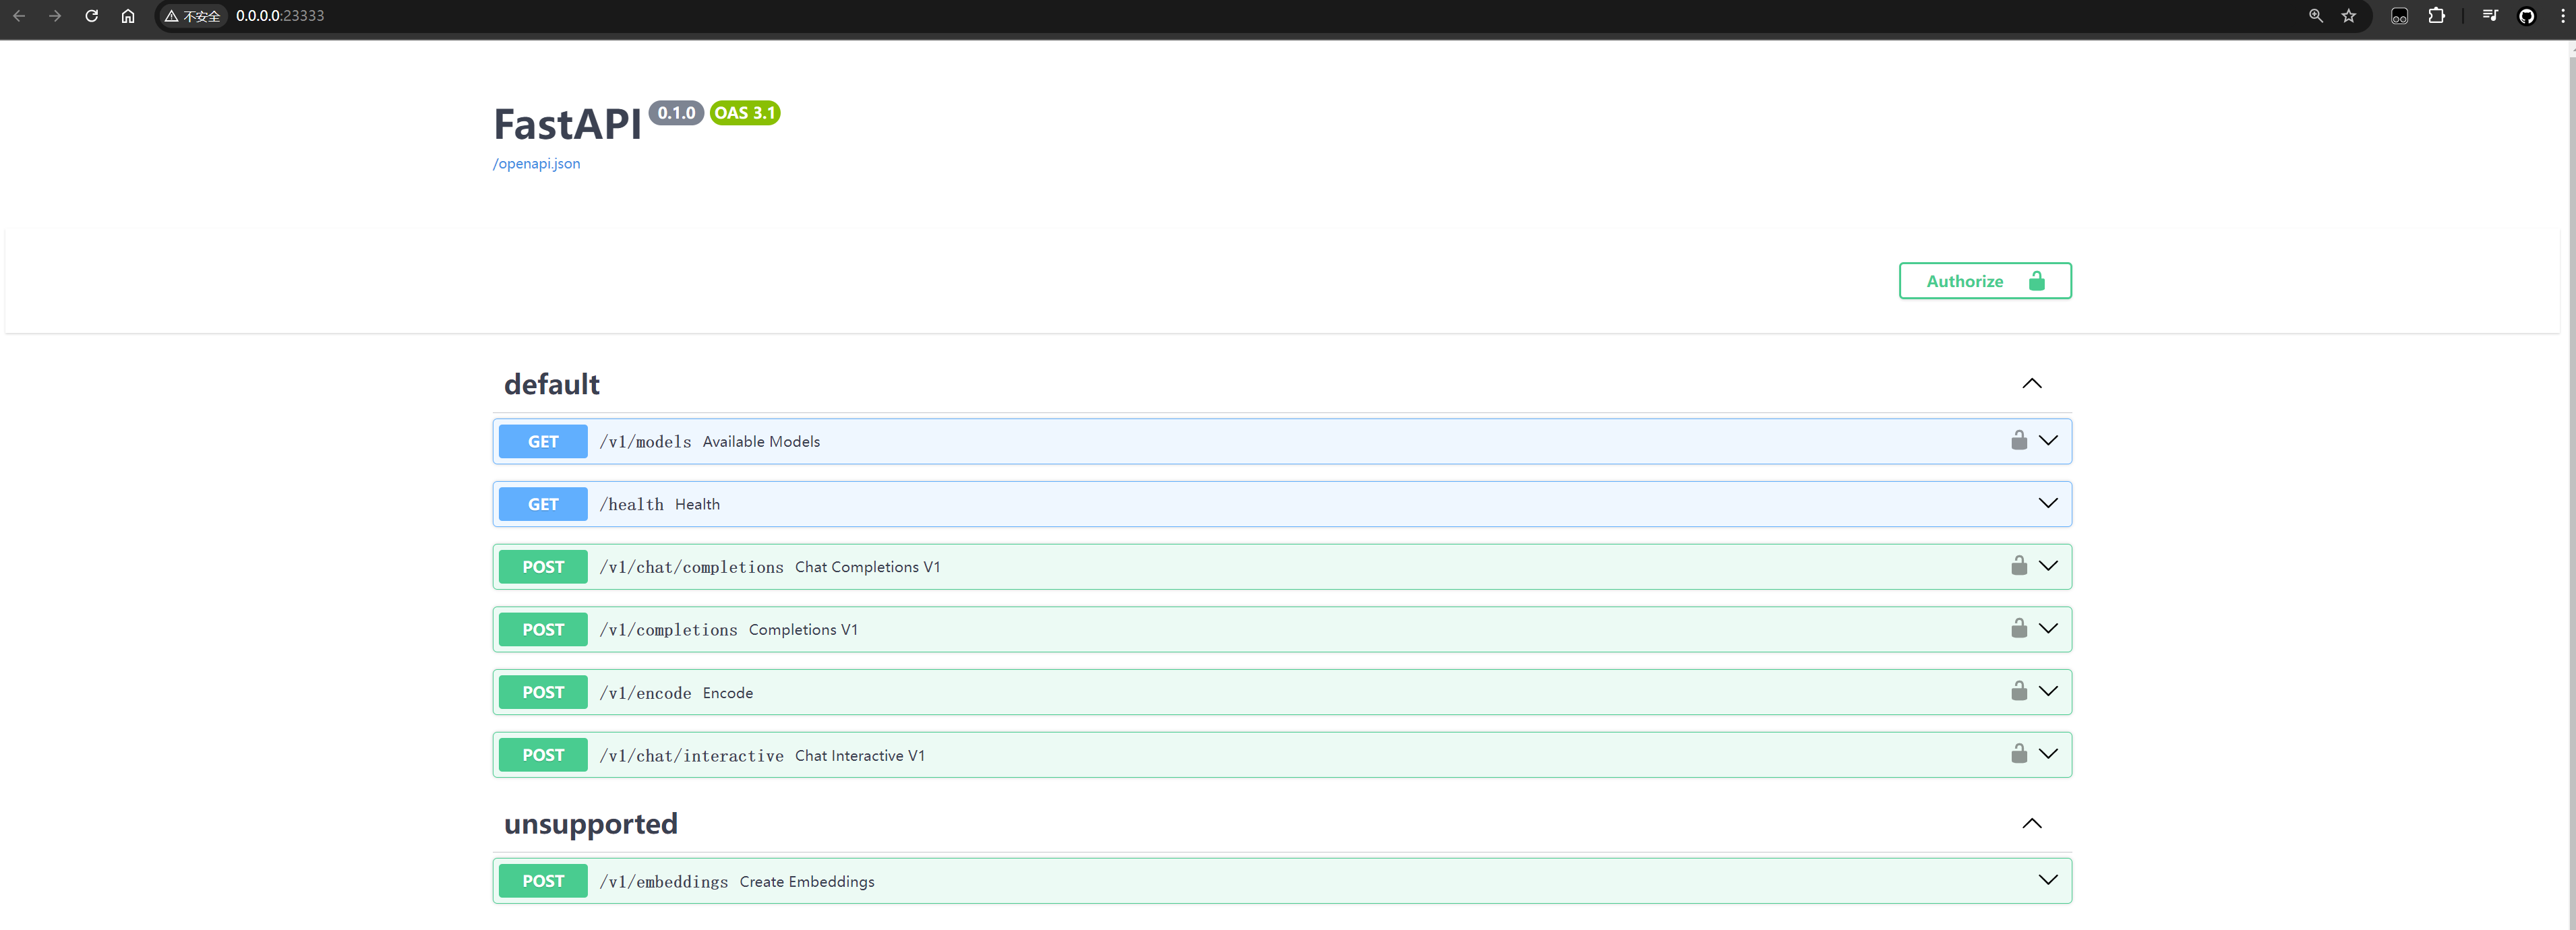 不安全 0.0.0.0:23333
FastAPI 0.1.0 OAS 3.1
/openapi.json
Authorize
default
GET /v1/models Available Models
GET /health Health
POST /v1/chat/completions Chat Completions V1
POST /v1/completions Completions V1
POST /v1/encode Encode
POST /v1/chat/interactive Chat Interactive V1
unsupported
POST /v1/embeddings Create Embeddings